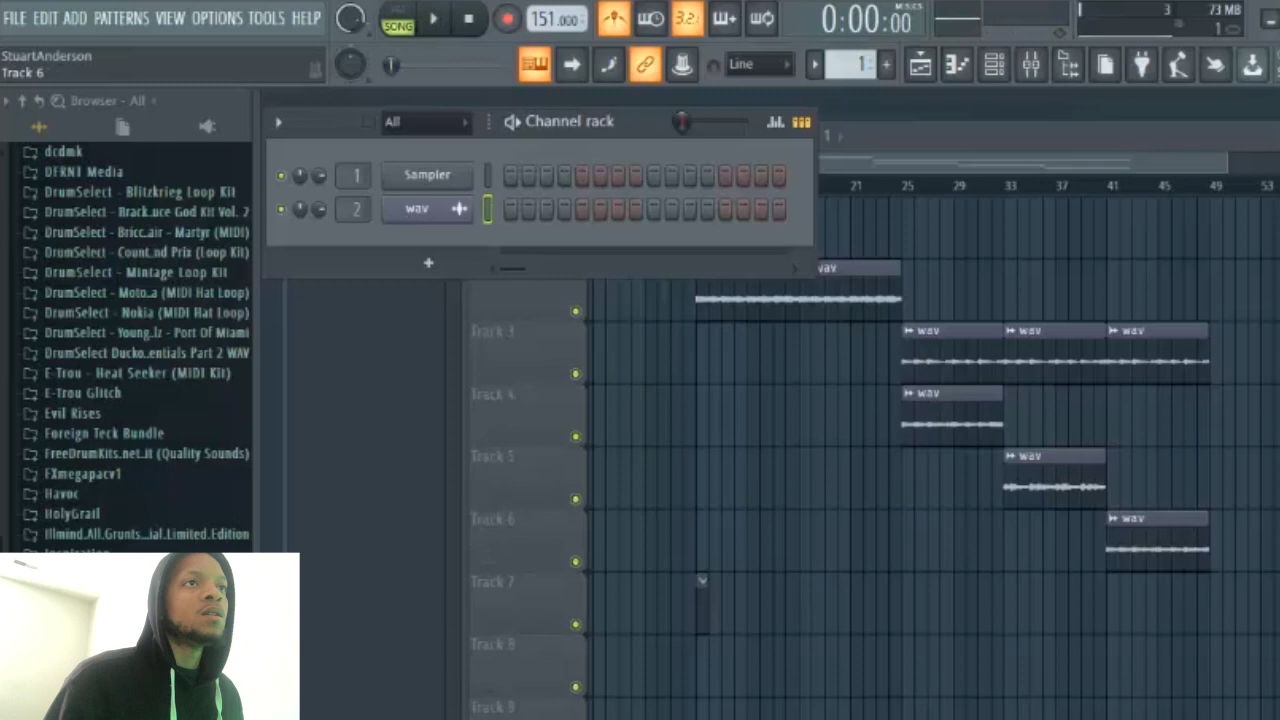 FILE EDIT ADD PATTERNS VIEW OPTIONS TOOLS HELP
SONG
151.000
3.2
0:00:00
M:S:CS
3
73 MB
1
StuartAnderson
Track 6
Line
1
Browser - All
All
Channel rack
dcdmk
DFRNT Media
DrumSelect - Blitzkrieg Loop Kit
DrumSelect - Brack..uce God Kit Vol. 2
DrumSelect - Bricc..air - Martyr (MIDI)
DrumSelect - Count..nd Prix (Loop Kit)
DrumSelect - Mintage Loop Kit
DrumSelect - Moto..a (MIDI Hat Loop)
DrumSelect - Nokia (MIDI Hat Loop)
DrumSelect - Young..lz - Port Of Miami
DrumSelect Ducko..entials Part 2 WAV
E-Trou - Heat Seeker (MIDI Kit)
E-Trou Glitch
Evil Rises
Foreign Teck Bundle
FreeDrumKits.net.it (Quality Sounds)
FXmegapacv1
Havoc
HolyGrail
Illmind.All.Grunts...ial.Limited.Edition
1 Sampler
2 wav
1
21 25 29 33 37 41 45 49 53
wav
Track 3
wav wav wav
Track 4
wav
Track 5
wav
Track 6
wav
Track 7
Track 8
Track 9